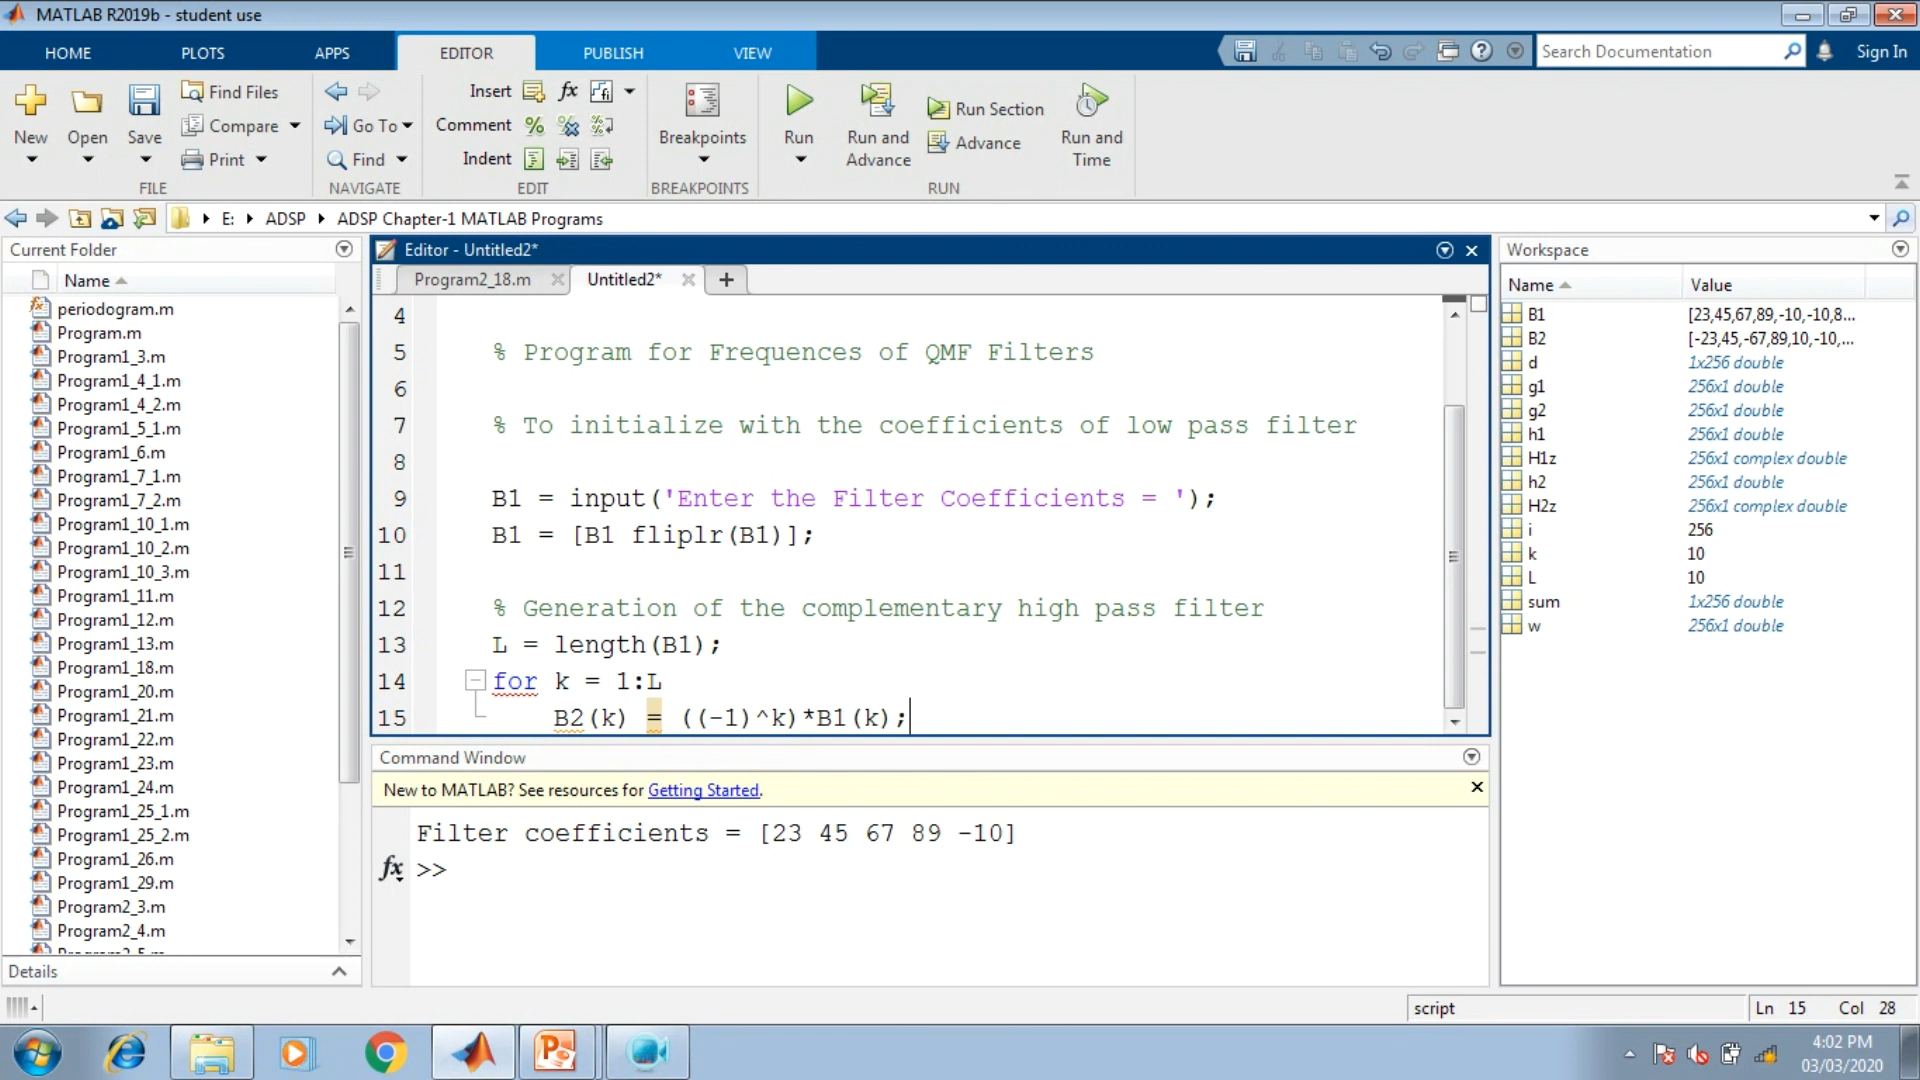 MATLAB R2019b - student use
HOME PLOTS APPS EDITOR PUBLISH VIEW
Search Documentation
Sign In
New Open Save
Find Files
Compare
Print
FILE
Go To
Find
NAVIGATE
Insert fx
Comment
Indent
EDIT
Breakpoints
BREAKPOINTS
Run
Run and Advance
Run Section
Advance
Run and Time
RUN
E: ADSP ADSP Chapter-1 MATLAB Programs
Current Folder
Name
periodogram.m
Program.m
Program1_3.m
Program1_4_1.m
Program1_4_2.m
Program1_5_1.m
Program1_6.m
Program1_7_1.m
Program1_7_2.m
Program1_10_1.m
Program1_10_2.m
Program1_10_3.m
Program1_11.m
Program1_12.m
Program1_13.m
Program1_18.m
Program1_20.m
Program1_21.m
Program1_22.m
Program1_23.m
Program1_24.m
Program1_25_1.m
Program1_25_2.m
Program1_26.m
Program1_29.m
Program2_3.m
Program2_4.m
Details
Editor - Untitled2*
Program2_18.m Untitled2*
4
5 % Program for Frequences of QMF Filters
6
7 % To initialize with the coefficients of low pass filter
8
9 B1 = input('Enter the Filter Coefficients = ');
10 B1 = [B1 fliplr(B1)];
11
12 % Generation of the complementary high pass filter
13 L = length(B1);
14 for k = 1:L
15 B2(k) = ((-1)^k)*B1(k);
Command Window
New to MATLAB? See resources for Getting Started.
Filter coefficients = [23 45 67 89 -10]
fx >>
Workspace
Name Value
B1 [23,45,67,89,-10,-10,8...
B2 [-23,45,-67,89,10,-10,...
d 1x256 double
g1 256x1 double
g2 256x1 double
h1 256x1 double
H1z 256x1 complex double
h2 256x1 double
H2z 256x1 complex double
i 256
k 10
L 10
sum 1x256 double
w 256x1 double
script Ln 15 Col 28
4:02 PM
03/03/2020